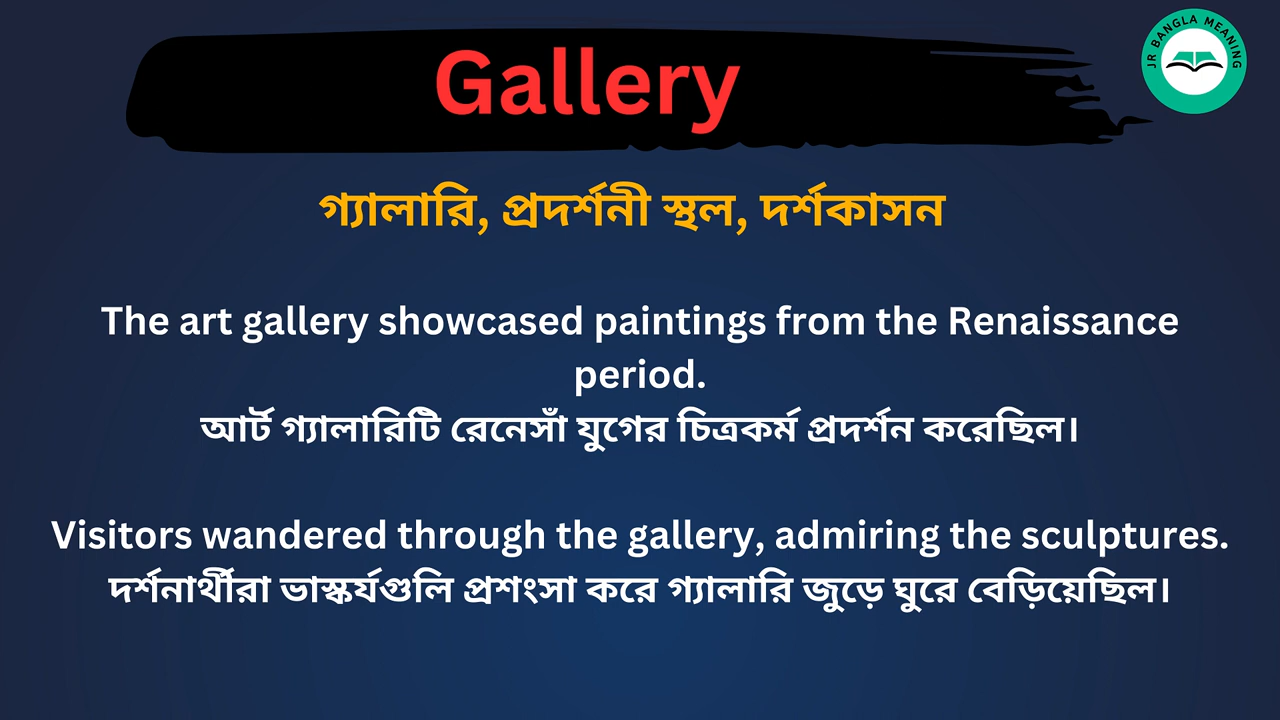 Gallery
JR BANGLA MEANING
গ্যালারি, প্রদর্শনী স্থল, দর্শকাসন
The art gallery showcased paintings from the Renaissance
period.
আর্ট গ্যালারিটি রেনেসাঁ যুগের চিত্রকর্ম প্রদর্শন করেছিল।
Visitors wandered through the gallery, admiring the sculptures.
দর্শনার্থীরা ভাস্কর্যগুলি প্রশংসা করে গ্যালারি জুড়ে ঘুরে বেড়িয়েছিল।